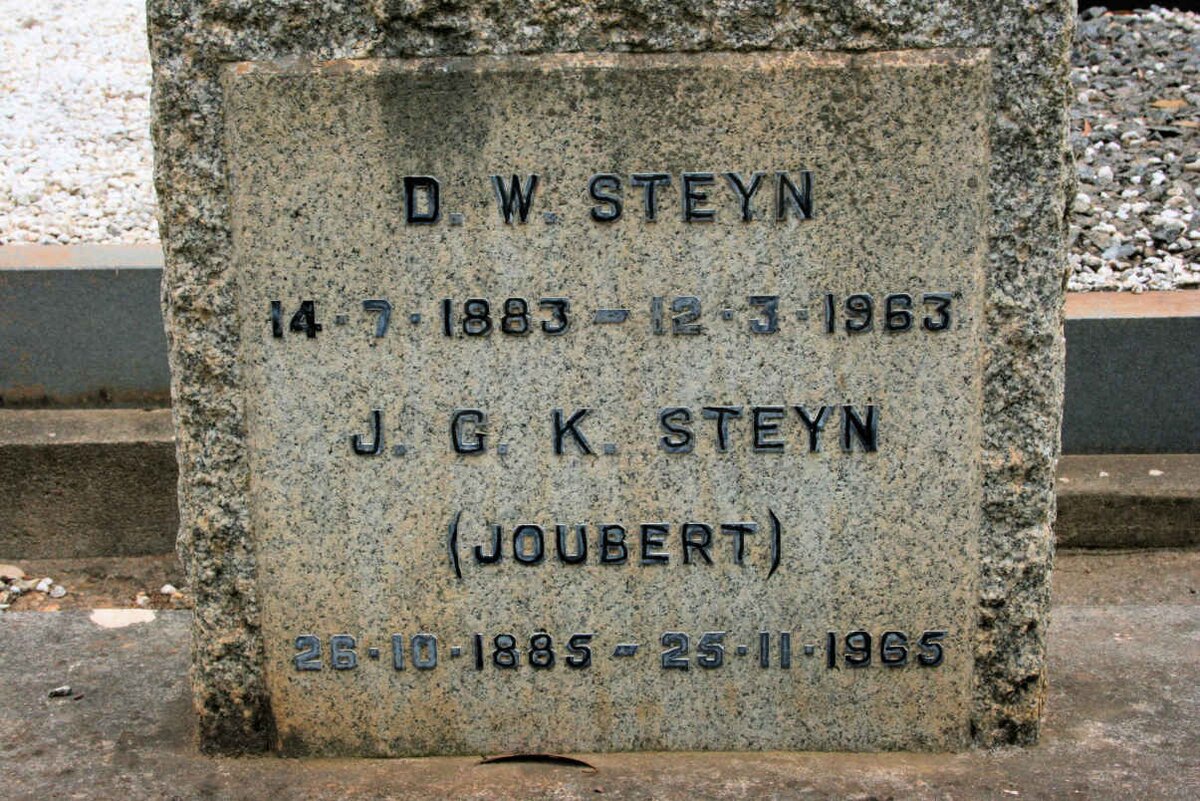 D. W. STEYN
14·7·1883 – 12·3·1963
J. G. K. STEYN
(JOUBERT)
26·10·1885 – 25·11·1965